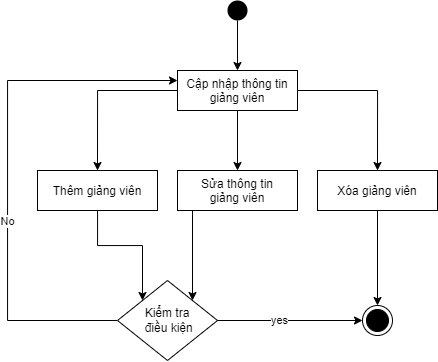 Cập nhập thông tin
giảng viên
Thêm giảng viên
Sửa thông tin
giảng viên
Xóa giảng viên
No
Kiểm tra
điều kiện
yes